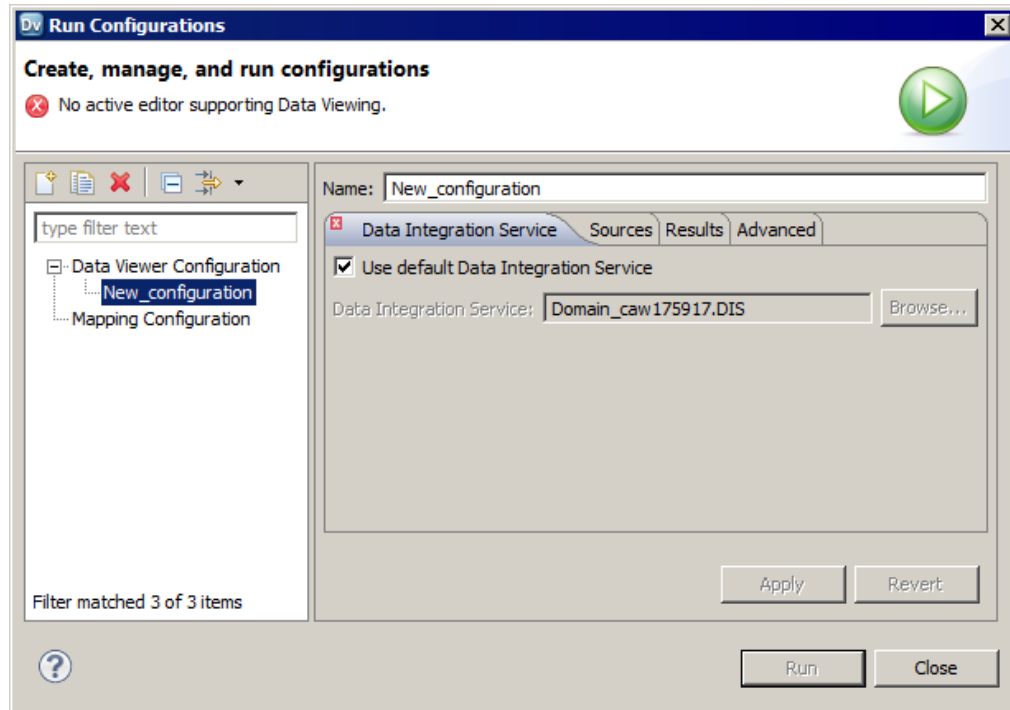 Dv Run Configurations
Create, manage, and run configurations
No active editor supporting Data Viewing.
type filter text
Data Viewer Configuration
New_configuration
Mapping Configuration
Filter matched 3 of 3 items
Name: New_configuration
Data Integration Service Sources Results Advanced
Use default Data Integration Service
Data Integration Service: Domain_caw175917.DIS Browse...
Apply Revert
? Run Close